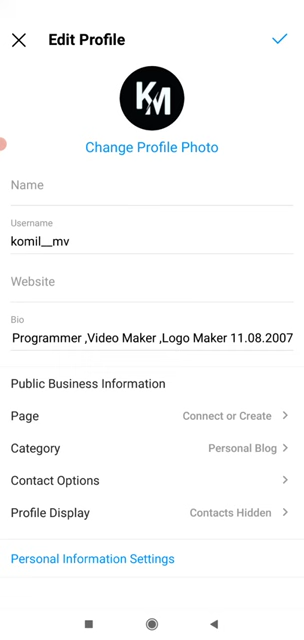 Edit Profile
KM
Change Profile Photo
Name
Username
komil__mv
Website
Bio
Programmer ,Video Maker ,Logo Maker 11.08.2007
Public Business Information
Page Connect or Create
Category Personal Blog
Contact Options
Profile Display Contacts Hidden
Personal Information Settings